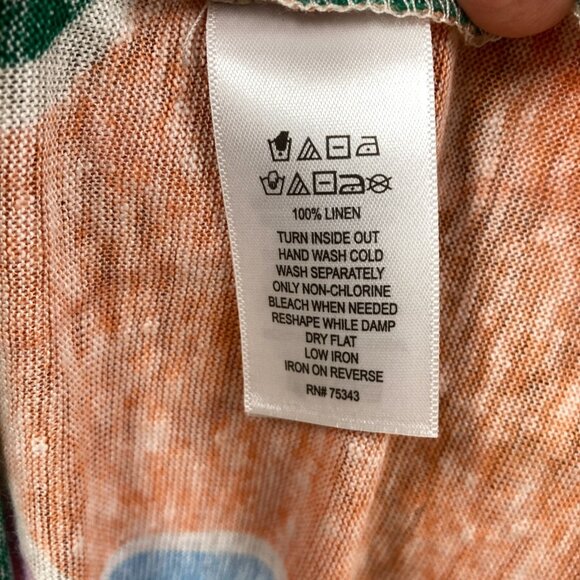 100% LINEN
TURN INSIDE OUT
HAND WASH COLD
WASH SEPARATELY
ONLY NON-CHLORINE
BLEACH WHEN NEEDED
RESHAPE WHILE DAMP
DRY FLAT
LOW IRON
IRON ON REVERSE
RN# 75343